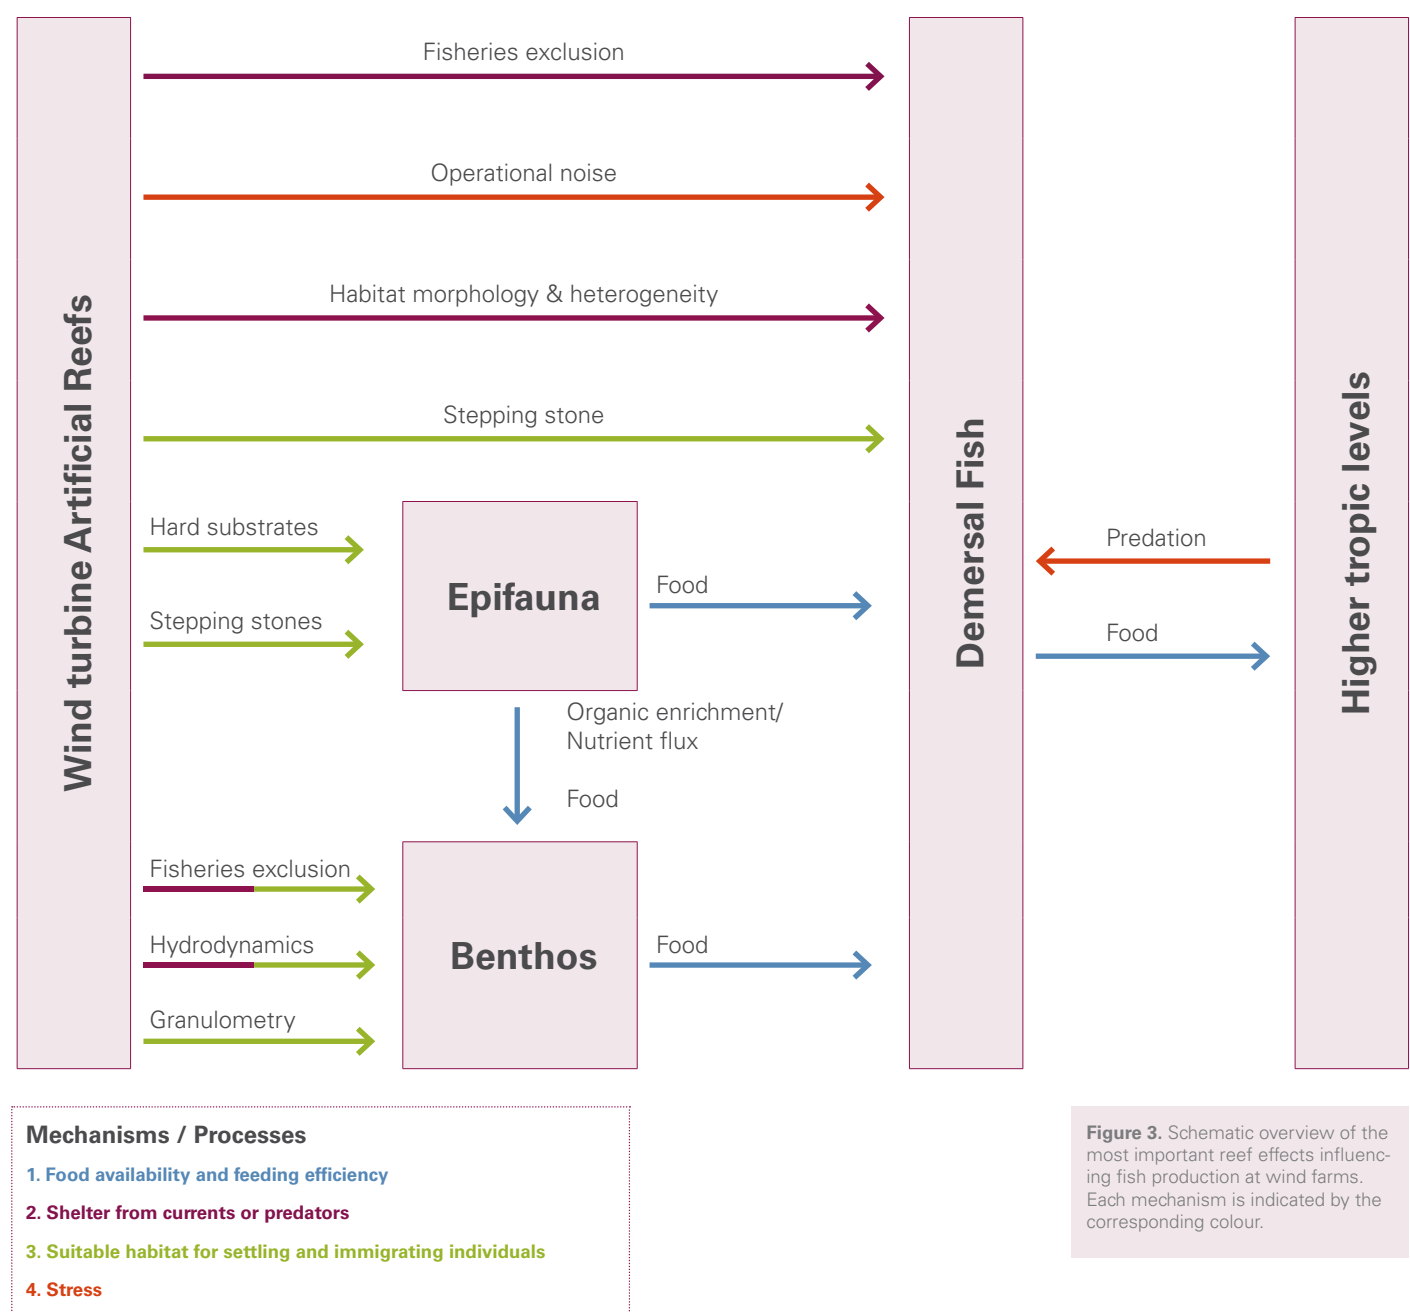 Wind turbine Artificial Reefs
Fisheries exclusion
Operational noise
Habitat morphology & heterogeneity
Stepping stone
Hard substrates
Stepping stones
Epifauna
Food
Organic enrichment/
Nutrient flux
Food
Fisheries exclusion
Hydrodynamics
Granulometry
Benthos
Food
Demersal Fish
Predation
Food
Higher tropic levels
Mechanisms / Processes
1. Food availability and feeding efficiency
2. Shelter from currents or predators
3. Suitable habitat for settling and immigrating individuals
4. Stress
Figure 3. Schematic overview of the
most important reef effects influenc-
ing fish production at wind farms.
Each mechanism is indicated by the
corresponding colour.